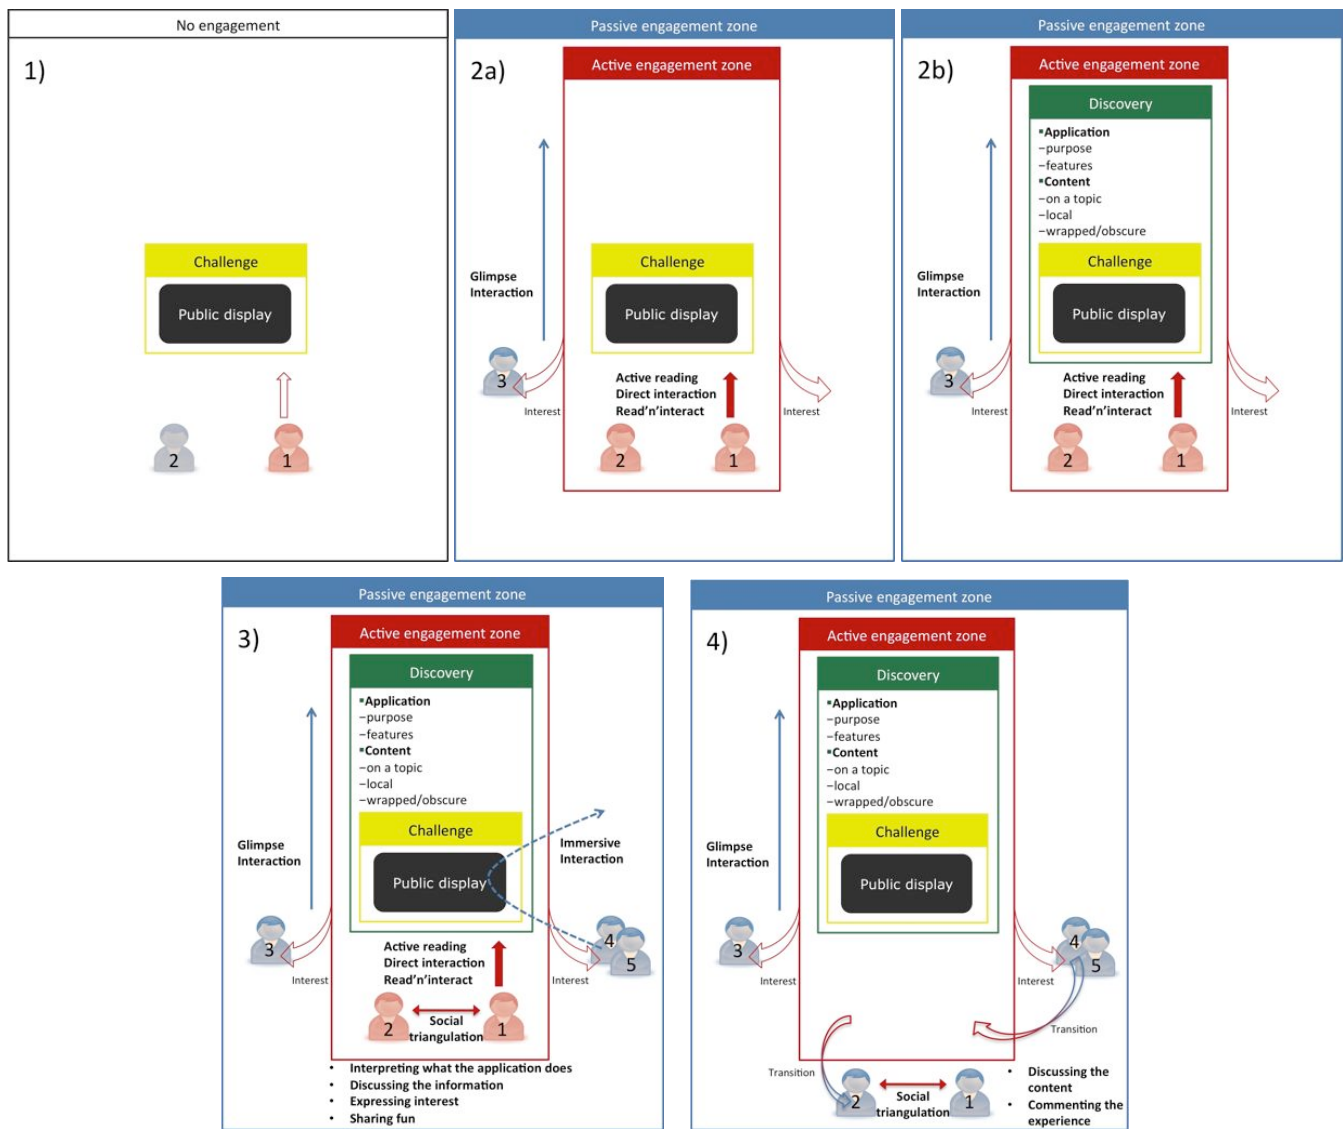 No engagement
1)
Challenge
Public display
2
1
Passive engagement zone
2a)
Active engagement zone
Challenge
Glimpse
Interaction
Public display
3
Interest
Active reading
Direct interaction
Read'n'interact
Interest
2
1
Passive engagement zone
2b)
Active engagement zone
Discovery
▪Application
–purpose
–features
▪Content
–on a topic
–local
–wrapped/obscure
Challenge
Glimpse
Interaction
Public display
3
Interest
Active reading
Direct interaction
Read'n'interact
Interest
2
1
Passive engagement zone
3)
Active engagement zone
Discovery
▪Application
–purpose
–features
▪Content
–on a topic
–local
–wrapped/obscure
Challenge
Glimpse
Interaction
Immersive
Interaction
Public display
3
4
5
Interest
Active reading
Direct interaction
Read'n'interact
Interest
2
Social
triangulation
1
• Interpreting what the application does
• Discussing the information
• Expressing interest
• Sharing fun
Passive engagement zone
4)
Active engagement zone
Discovery
▪Application
–purpose
–features
▪Content
–on a topic
–local
–wrapped/obscure
Challenge
Glimpse
Interaction
Public display
3
4
5
Interest
Interest
Transition
Transition
2
Social
triangulation
1
• Discussing the
content
• Commenting the
experience